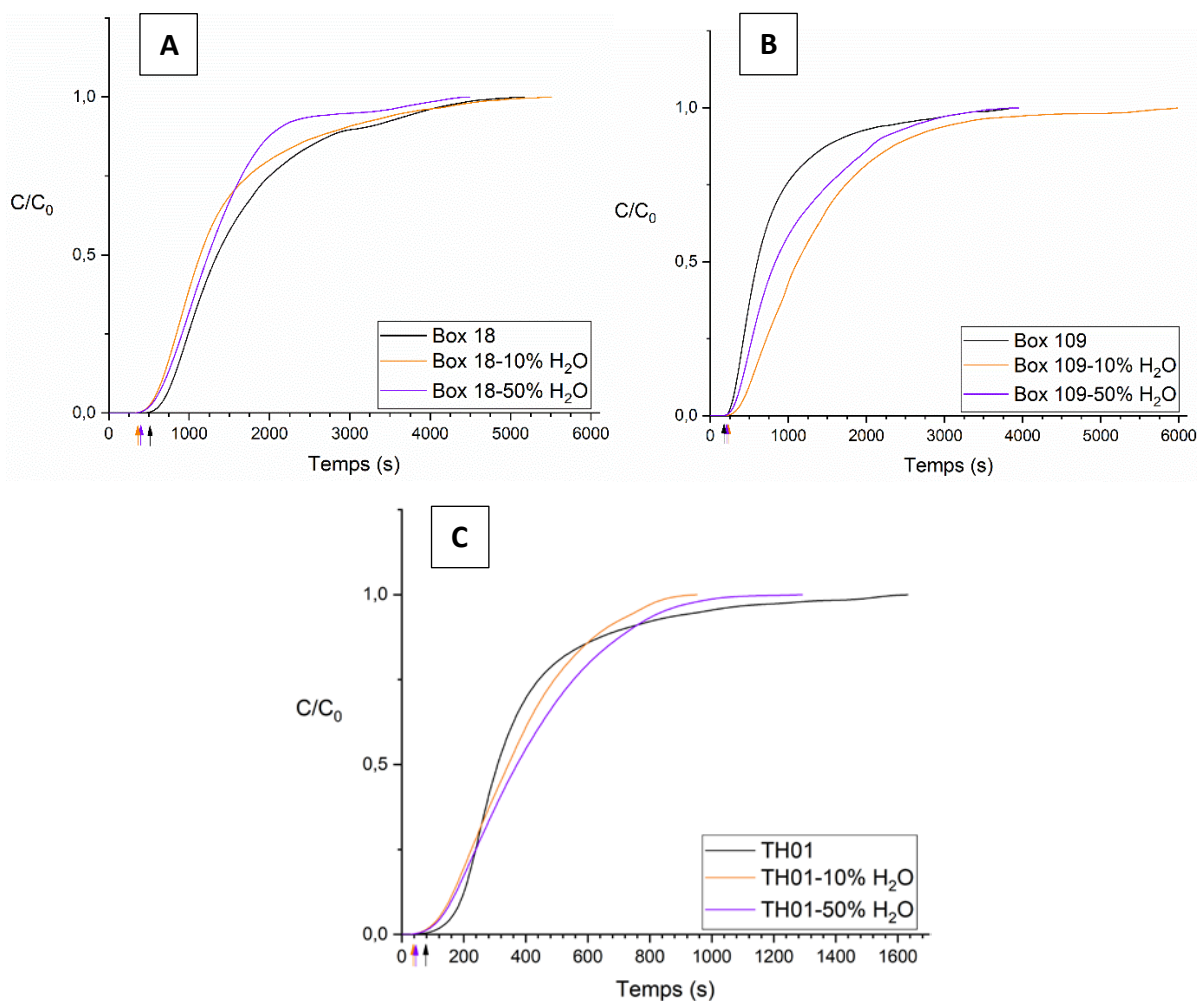 A
1,0
C/C₀
0,5
0,0
Box 18
Box 18-10% H₂O
Box 18-50% H₂O
0 1000 2000 3000 4000 5000 6000
Temps (s)
B
1,0
C/C₀
0,5
0,0
Box 109
Box 109-10% H₂O
Box 109-50% H₂O
0 1000 2000 3000 4000 5000 6000
Temps (s)
C
1,0
C/C₀
0,5
0,0
TH01
TH01-10% H₂O
TH01-50% H₂O
0 200 400 600 800 1000 1200 1400 1600
Temps (s)